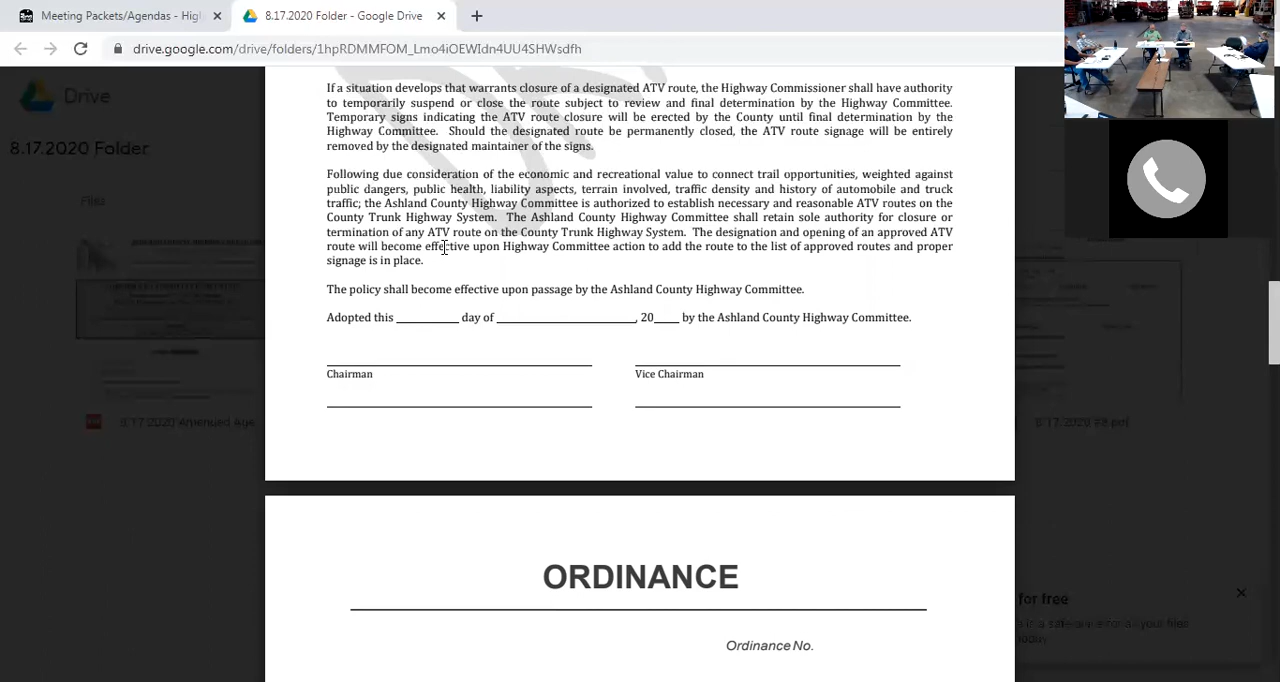 Meeting Packets/Agendas - High
8.17.2020 Folder - Google Drive
drive.google.com/drive/folders/1hpRDMMFOM_Lmo4iOEWIdn4UU4SHWsdfh
Drive
8.17.2020 Folder
Files
If a situation develops that warrants closure of a designated ATV route, the Highway Commissioner shall have authority
to temporarily suspend or close the route subject to review and final determination by the Highway Committee.
Temporary signs indicating the ATV route closure will be erected by the County until final determination by the
Highway Committee. Should the designated route be permanently closed, the ATV route signage will be entirely
removed by the designated maintainer of the signs.
Following due consideration of the economic and recreational value to connect trail opportunities, weighted against
public dangers, public health, liability aspects, terrain involved, traffic density and history of automobile and truck
traffic; the Ashland County Highway Committee is authorized to establish necessary and reasonable ATV routes on the
County Trunk Highway System. The Ashland County Highway Committee shall retain sole authority for closure or
termination of any ATV route on the County Trunk Highway System. The designation and opening of an approved ATV
route will become effective upon Highway Committee action to add the route to the list of approved routes and proper
signage is in place.
The policy shall become effective upon passage by the Ashland County Highway Committee.
Adopted this __________ day of ______________________, 20____ by the Ashland County Highway Committee.
Chairman Vice Chairman
8.17.2020 Amended Age
ORDINANCE
Ordinance No.
for free